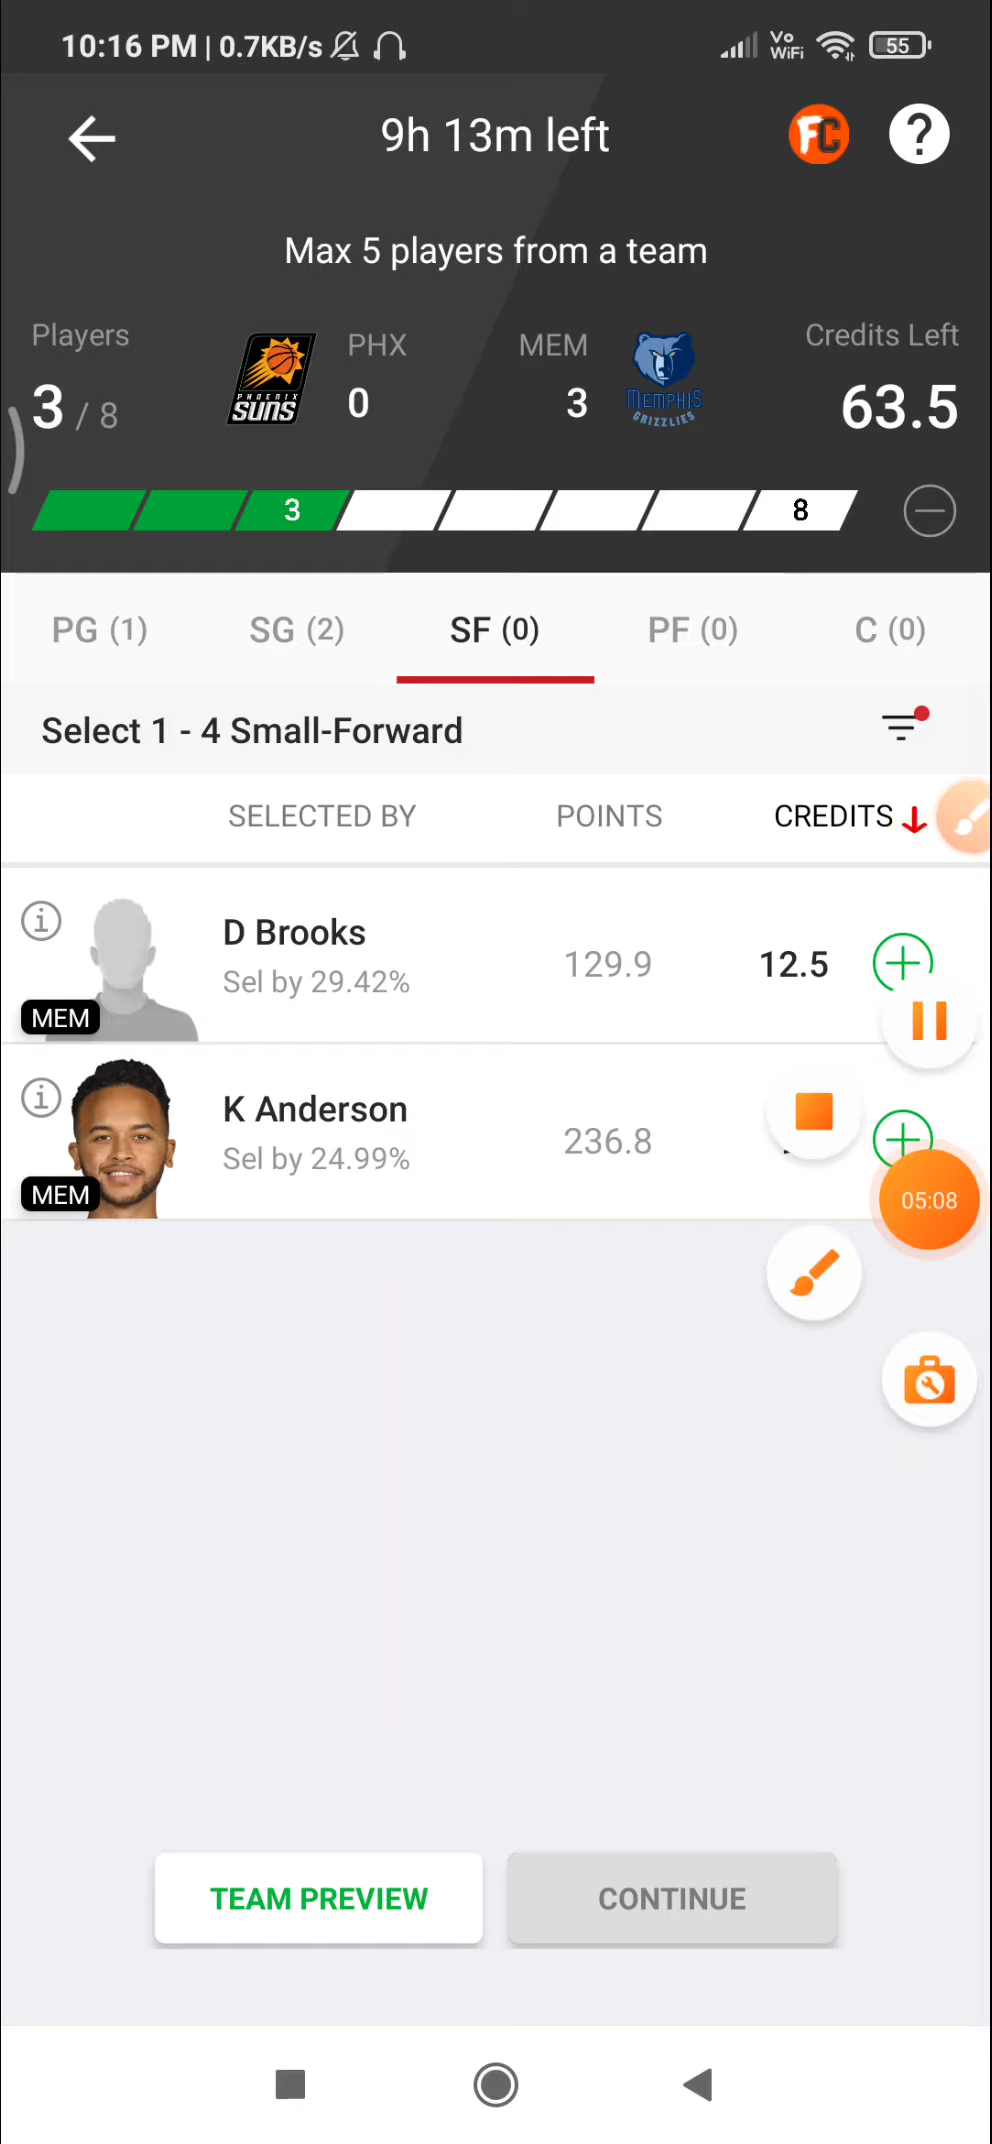 10:16 PM | 0.7KB/s
Vo WiFi
55
9h 13m left
FC
?
Max 5 players from a team
Players
3 / 8
PHOENIX SUNS
PHX
0
MEM
3
MEMPHIS GRIZZLIES
Credits Left
63.5
3
8
PG (1)
SG (2)
SF (0)
PF (0)
C (0)
Select 1 - 4 Small-Forward
SELECTED BY
POINTS
CREDITS
i
D Brooks
Sel by 29.42%
MEM
129.9
12.5
i
K Anderson
Sel by 24.99%
MEM
236.8
05:08
TEAM PREVIEW
CONTINUE